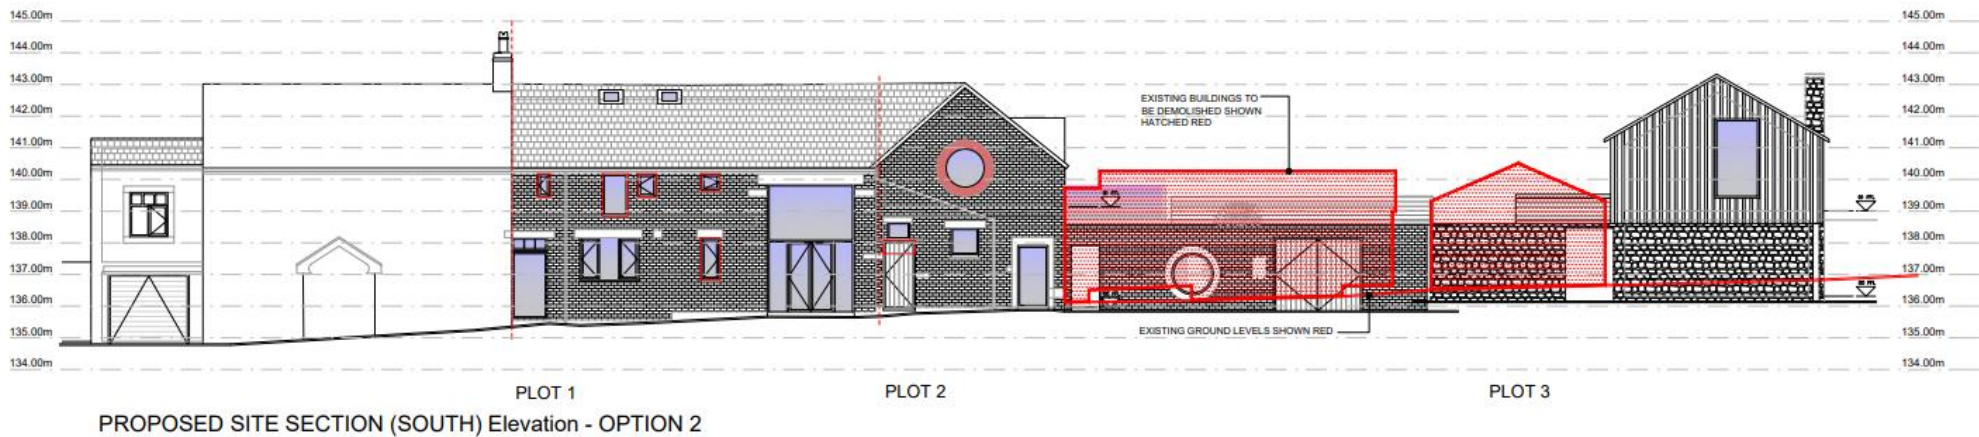 145.00m
144.00m
143.00m
142.00m
141.00m
140.00m
139.00m
138.00m
137.00m
136.00m
135.00m
134.00m
EXISTING BUILDINGS TO
BE DEMOLISHED SHOWN
HATCHED RED
EXISTING GROUND LEVELS SHOWN RED
145.00m
144.00m
143.00m
142.00m
141.00m
140.00m
139.00m
138.00m
137.00m
136.00m
135.00m
134.00m
PLOT 1
PLOT 2
PLOT 3
PROPOSED SITE SECTION (SOUTH) Elevation - OPTION 2